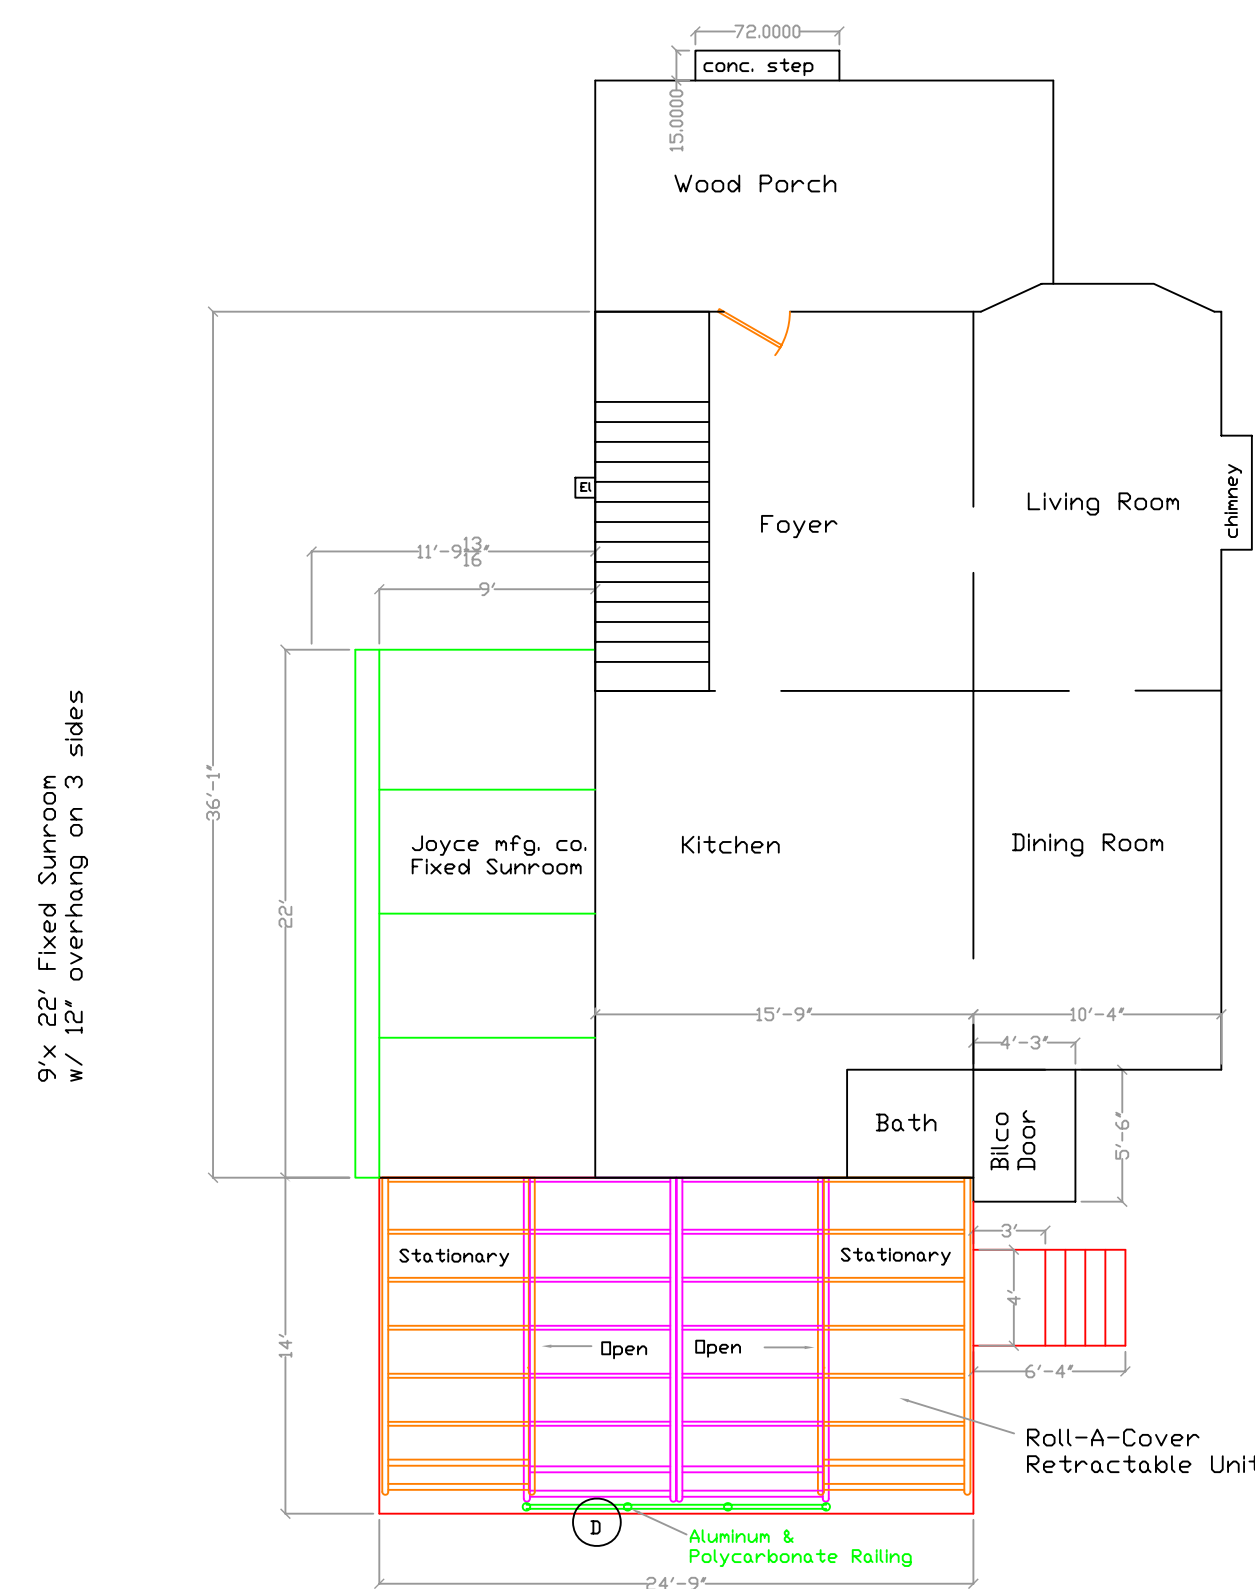 72.0000
conc. step
15.0000
Wood Porch
Living Room
chimney
El
Foyer
11'-9 13/16"
9'
36'-1"
9'x 22' Fixed Sunroom
w/ 12" overhang on 3 sides
22'
Joyce mfg. co.
Fixed Sunroom
Kitchen
Dining Room
15'-9"
10'-4"
4'-3"
Bath
Bilco
Door
5'-6"
Stationary
Stationary
3'
4'
14'
Open
Open
6'-4"
Roll-A-Cover
Retractable Unit
D
Aluminum &
Polycarbonate Railing
24'-9"